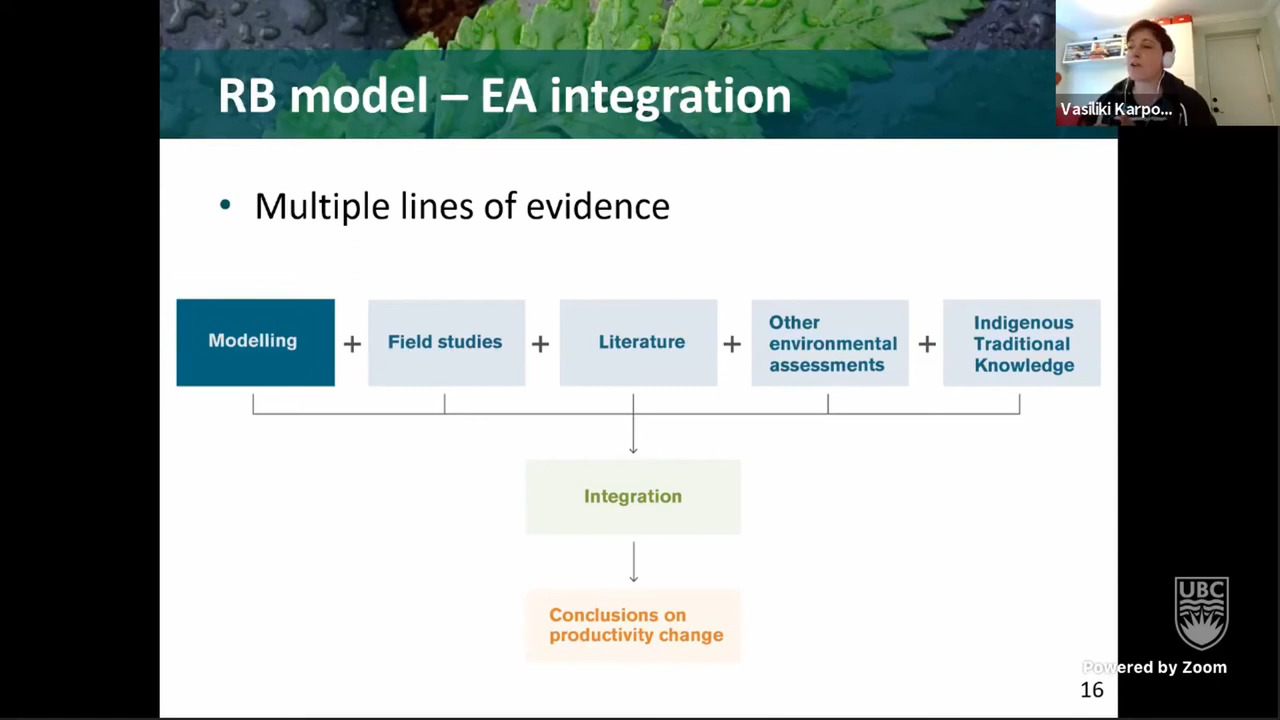 RB model – EA integration
Vasiliki Karpo...
• Multiple lines of evidence
Modelling
+
Field studies
+
Literature
+
Other
environmental
assessments
+
Indigenous
Traditional
Knowledge
Integration
Conclusions on
productivity change
UBC
Powered by Zoom
16